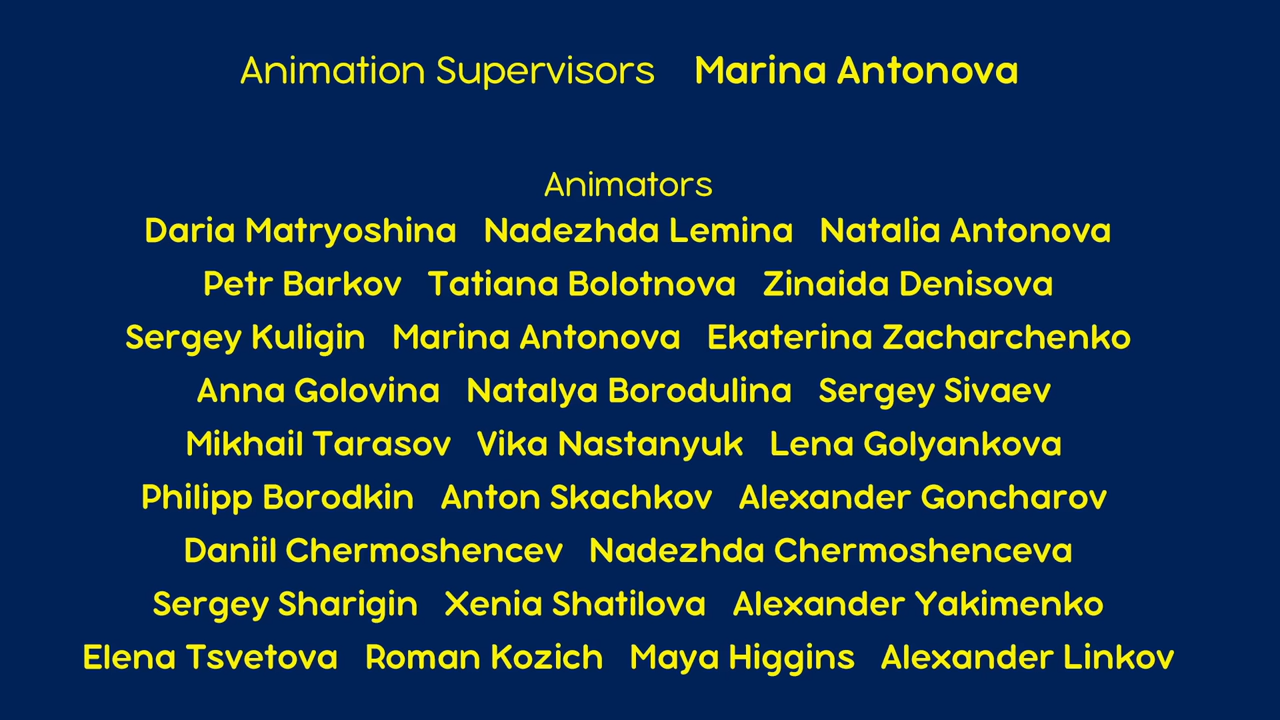 Animation Supervisors Marina Antonova
Animators
Daria Matryoshina Nadezhda Lemina Natalia Antonova
Petr Barkov Tatiana Bolotnova Zinaida Denisova
Sergey Kuligin Marina Antonova Ekaterina Zacharchenko
Anna Golovina Natalya Borodulina Sergey Sivaev
Mikhail Tarasov Vika Nastanyuk Lena Golyankova
Philipp Borodkin Anton Skachkov Alexander Goncharov
Daniil Chermoshencev Nadezhda Chermoshenceva
Sergey Sharigin Xenia Shatilova Alexander Yakimenko
Elena Tsvetova Roman Kozich Maya Higgins Alexander Linkov